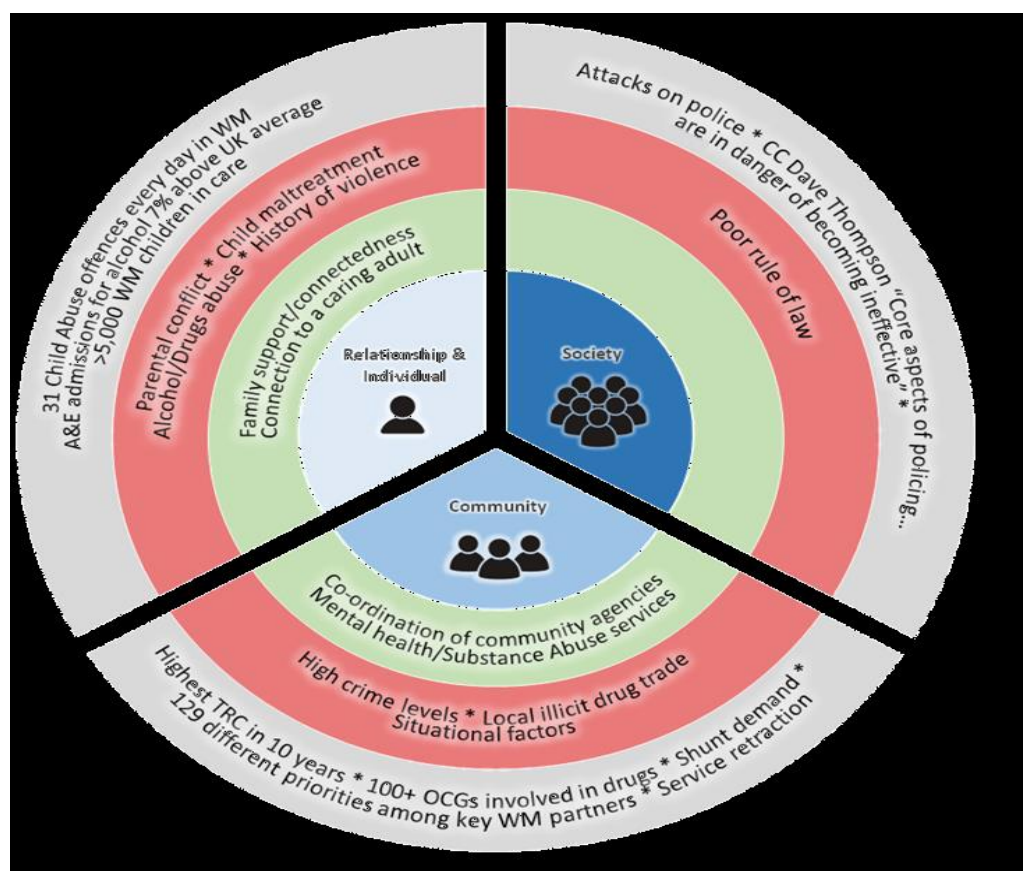 31 Child Abuse offences every day in WM
A&E admissions for alcohol 7% above UK average
>5,000 WM children in care
Parental conflict * Child maltreatment
Alcohol/Drugs abuse * History of violence
Family support/connectedness
Connection to a caring adult
Relationship &
Individual
Attacks on police * CC Dave Thompson “Core aspects of policing...
are in danger of becoming ineffective” *
Poor rule of law
Society
Community
Co-ordination of community agencies
Mental health/Substance Abuse services
High crime levels * Local illicit drug trade
Situational factors
Highest TRC in 10 years * 100+ OCGs involved in drugs * Shunt demand *
129 different priorities among key WM partners * Service retraction